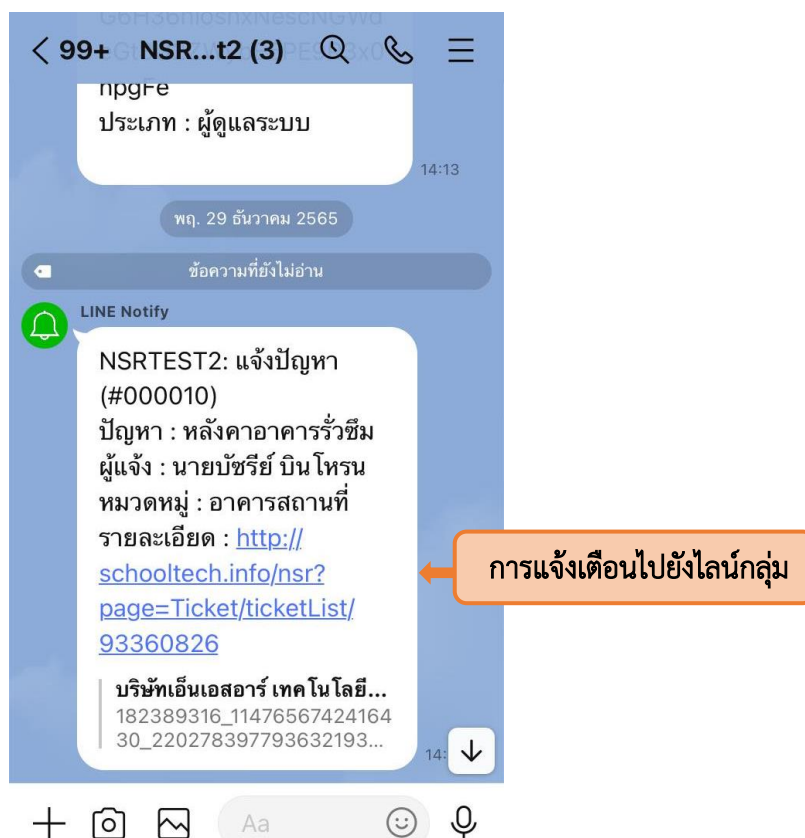 99+ NSR...t2 (3)
npgFe
ประเภท : ผู้ดูแลระบบ
14:13
พฤ. 29 ธันวาคม 2565
ข้อความที่ยังไม่อ่าน
LINE Notify
NSRTEST2: แจ้งปัญหา
(#000010)
ปัญหา : หลังคาอาคารรั่วซึม
ผู้แจ้ง : นายบัซรีย์ บินโหรน
หมวดหมู่ : อาคารสถานที่
รายละเอียด : http://
schooltech.info/nsr?
page=Ticket/ticketList/
93360826
การแจ้งเตือนไปยังไลน์กลุ่ม
บริษัทเอ็นเอสอาร์ เทคโนโลยี...
182389316_11476567424164
30_220278397793632193...
14:
Aa